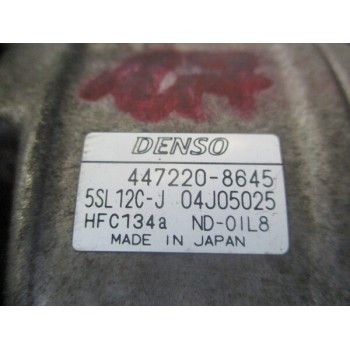 DENSO
447220-8645
5SL12C-J 04J05025
HFC134a ND-OIL8
MADE IN JAPAN